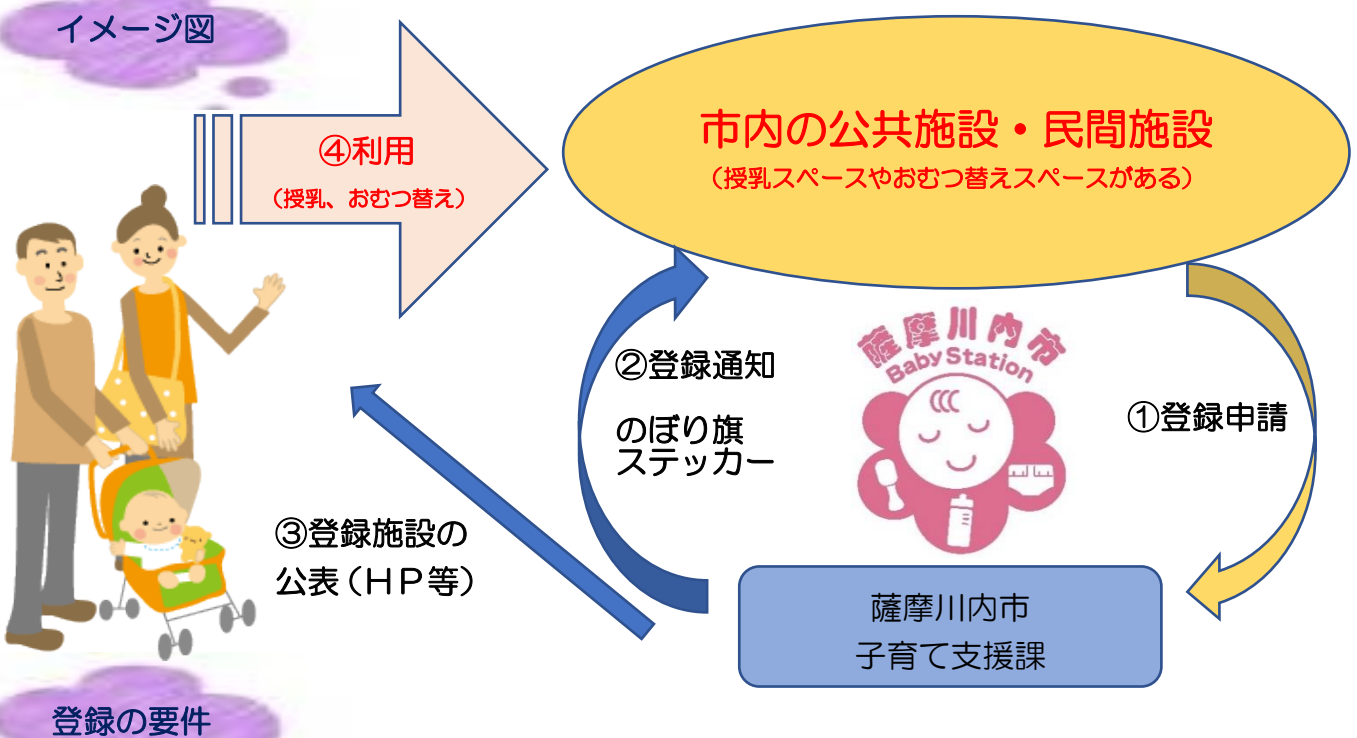 イメージ図
④利用
(授乳、おむつ替え)
市内の公共施設・民間施設
(授乳スペースやおむつ替えスペースがある)
②登録通知
のぼり旗
ステッカー
薩摩川内市
Baby Station
①登録申請
③登録施設の
公表(HP等)
薩摩川内市
子育て支援課
登録の要件